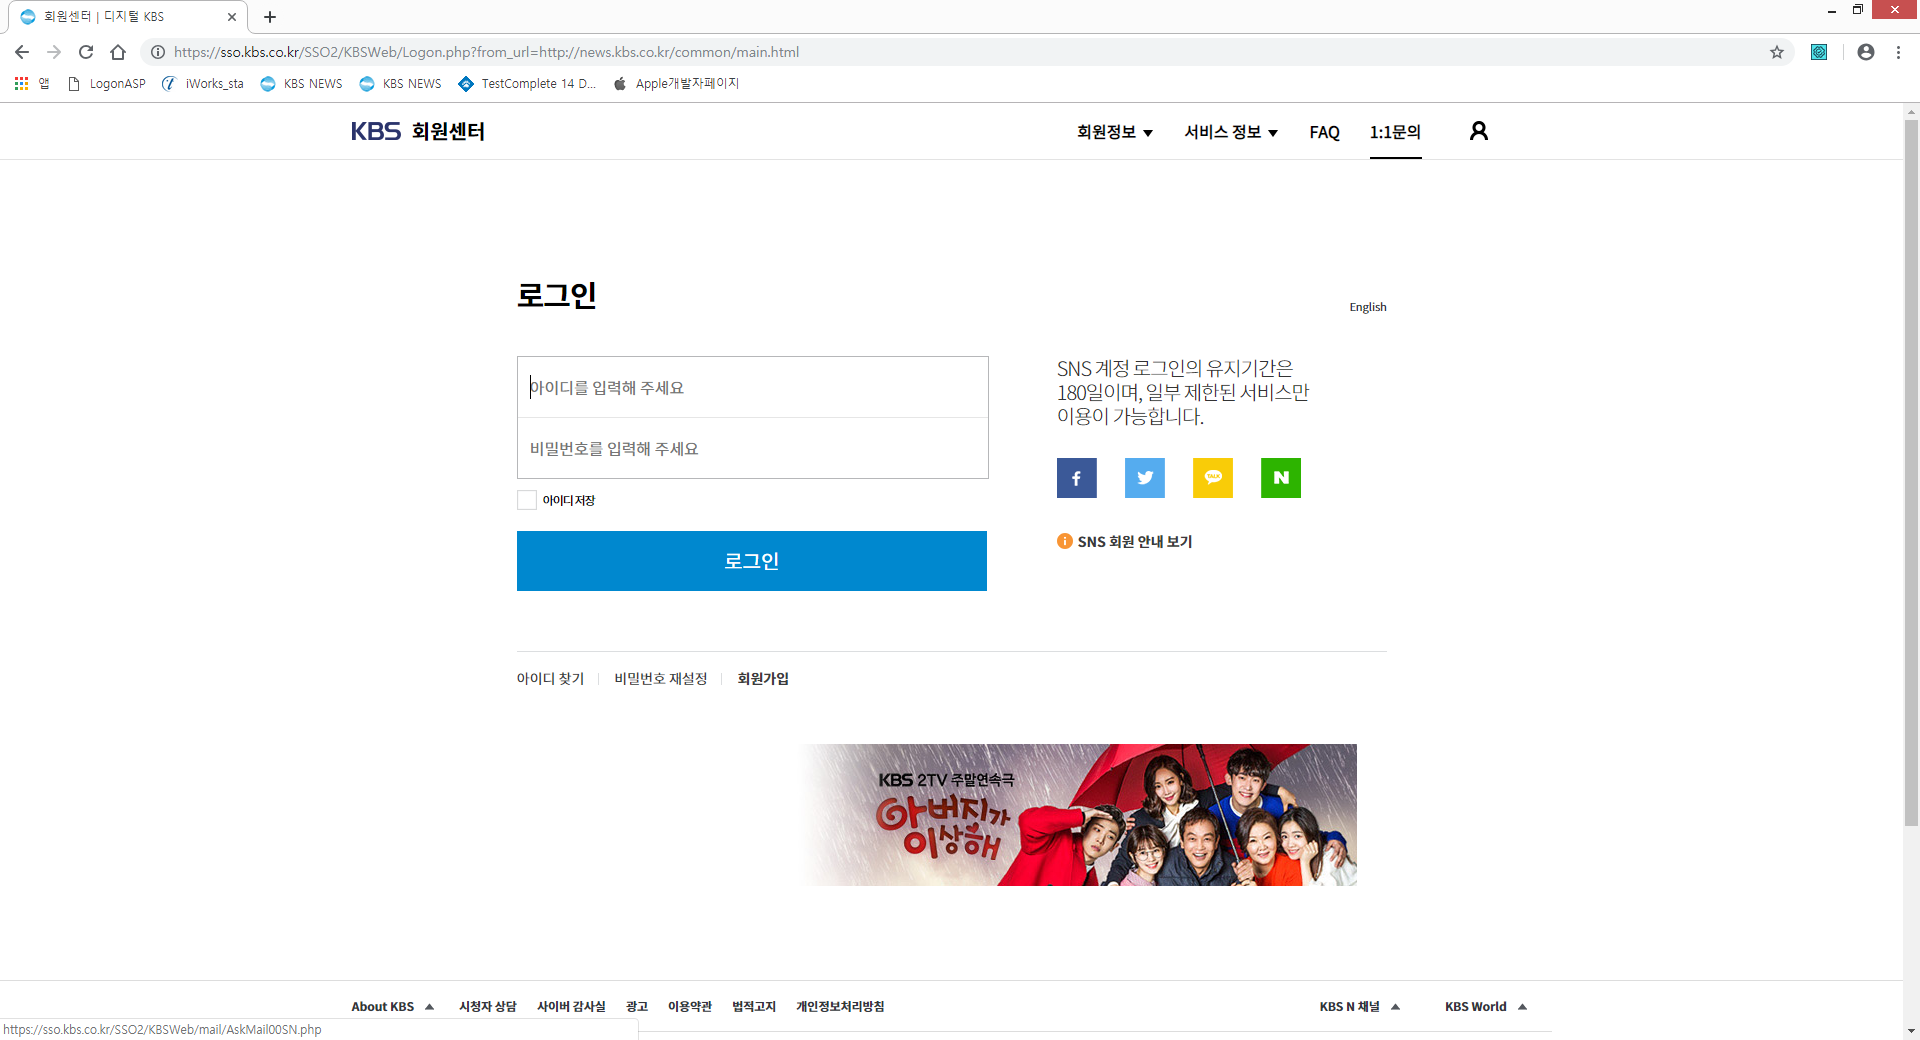 회원센터 | 디지털 KBS
https://sso.kbs.co.kr/SSO2/KBSWeb/Logon.php?from_url=http://news.kbs.co.kr/common/main.html
앱 LogonASP iWorks_sta KBS NEWS KBS NEWS TestComplete 14 D... Apple개발자페이지
KBS 회원센터 회원정보 서비스 정보 FAQ 1:1문의
로그인
English
아이디를 입력해 주세요
비밀번호를 입력해 주세요
아이디 저장
로그인
SNS 계정 로그인의 유지기간은
180일이며, 일부 제한된 서비스만
이용이 가능합니다.
f TALK N
SNS 회원 안내 보기
아이디 찾기 비밀번호 재설정 회원가입
KBS 2TV 주말연속극
아버지가
이상해
About KBS 시청자 상담 사이버 감사실 광고 이용약관 법적고지 개인정보처리방침 KBS N 채널 KBS World
https://sso.kbs.co.kr/SSO2/KBSWeb/mail/AskMail00SN.php